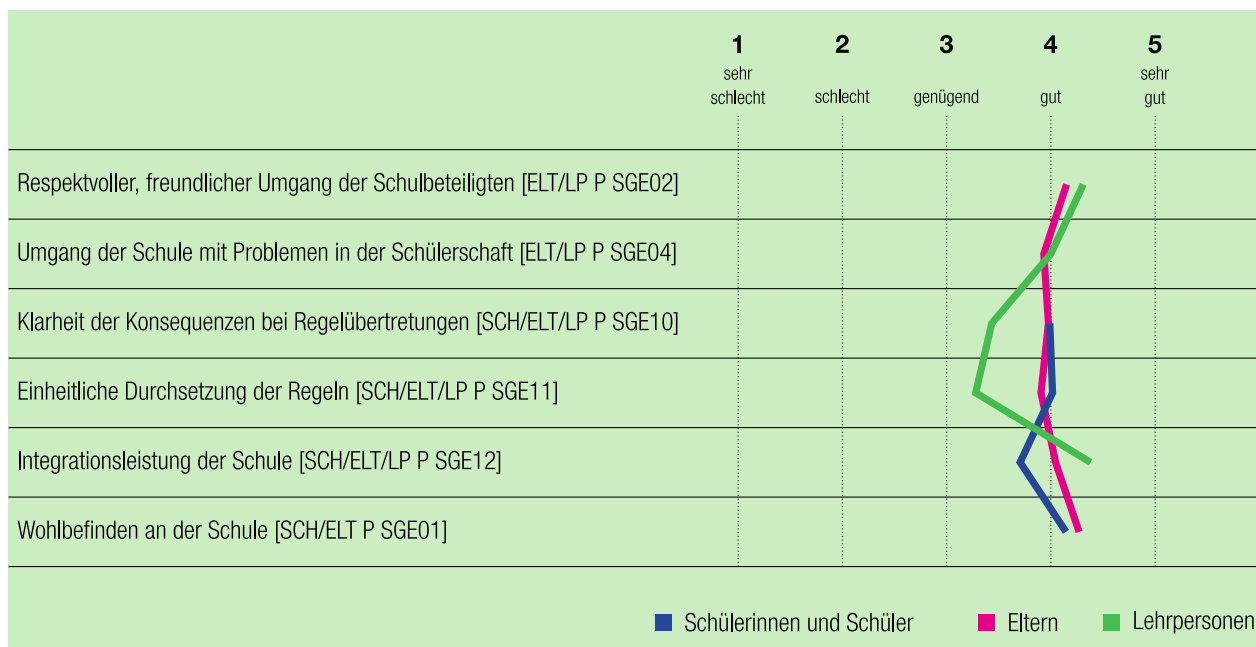 1 2 3 4 5
sehr schlecht schlecht genügend gut sehr gut
Respektvoller, freundlicher Umgang der Schulbeteiligten [ELT/LP P SGE02]
Umgang der Schule mit Problemen in der Schülerschaft [ELT/LP P SGE04]
Klarheit der Konsequenzen bei Regelübertretungen [SCH/ELT/LP P SGE10]
Einheitliche Durchsetzung der Regeln [SCH/ELT/LP P SGE11]
Integrationsleistung der Schule [SCH/ELT/LP P SGE12]
Wohlbefinden an der Schule [SCH/ELT P SGE01]
Schülerinnen und Schüler Eltern Lehrpersonen